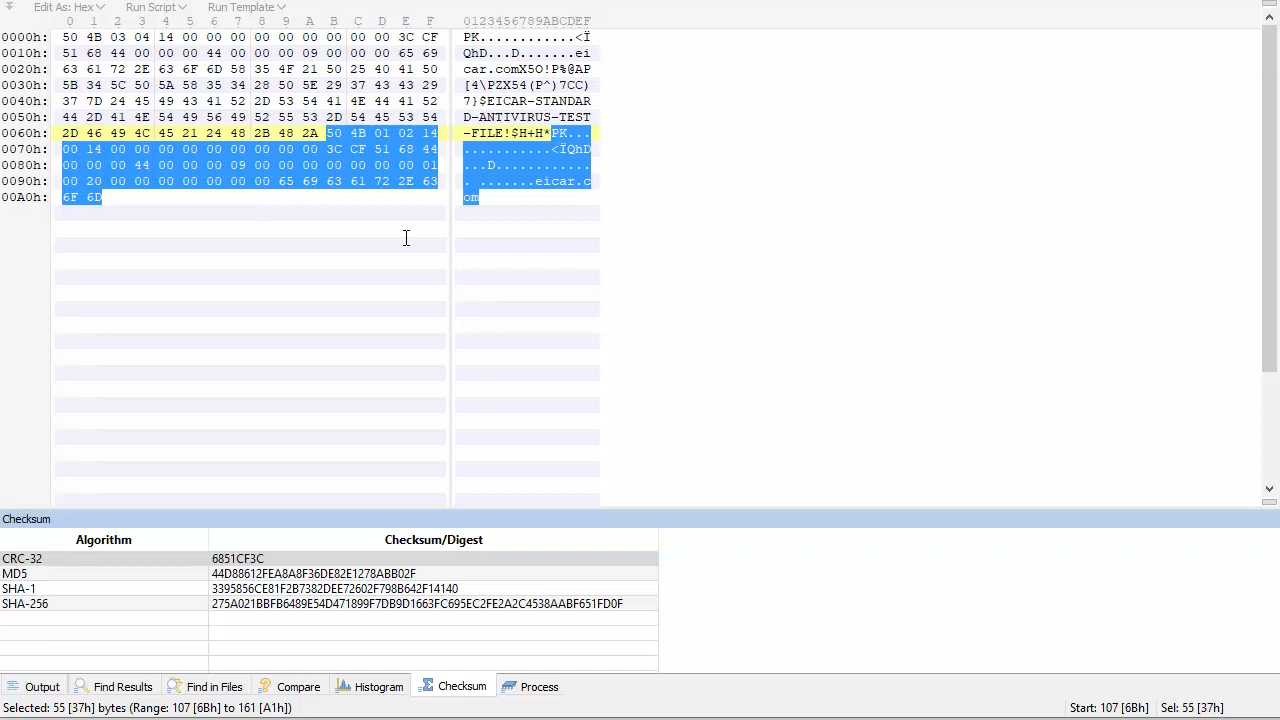 Edit As: Hex Run Script Run Template
0 1 2 3 4 5 6 7 8 9 A B C D E F 0123456789ABCDEF
0000h: 50 4B 03 04 14 00 00 00 00 00 00 00 00 00 3C CF PK............<Ï
0010h: 51 68 44 00 00 00 44 00 00 00 09 00 00 00 65 69 QhD...D.......ei
0020h: 63 61 72 2E 63 6F 6D 58 35 4F 21 50 25 40 41 50 car.comX5O!P%@AP
0030h: 5B 34 5C 50 5A 58 35 34 28 50 5E 29 37 43 43 29 [4\PZX54(P^)7CC)
0040h: 37 7D 24 45 49 43 41 52 2D 53 54 41 4E 44 41 52 7}$EICAR-STANDAR
0050h: 44 2D 41 4E 54 49 56 49 52 55 53 2D 54 45 53 54 D-ANTIVIRUS-TEST
0060h: 2D 46 49 4C 45 21 24 48 2B 48 2A 50 4B 01 02 14 -FILE!$H+H*PK...
0070h: 00 14 00 00 00 00 00 00 00 00 00 3C CF 51 68 44 ...........<ÏQhD
0080h: 00 00 00 44 00 00 00 09 00 00 00 00 00 00 00 01 ...D............
0090h: 00 20 00 00 00 00 00 00 00 65 69 63 61 72 2E 63 . .......eicar.c
00A0h: 6F 6D om
Checksum
Algorithm Checksum/Digest
CRC-32 6851CF3C
MD5 44D88612FEA8A8F36DE82E1278ABB02F
SHA-1 3395856CE81F2B7382DEE72602F798B642F14140
SHA-256 275A021BBFB6489E54D471899F7DB9D1663FC695EC2FE2A2C4538AABF651FD0F
Output Find Results Find in Files Compare Histogram Checksum Process
Selected: 55 [37h] bytes (Range: 107 [6Bh] to 161 [A1h]) Start: 107 [6Bh] Sel: 55 [37h]